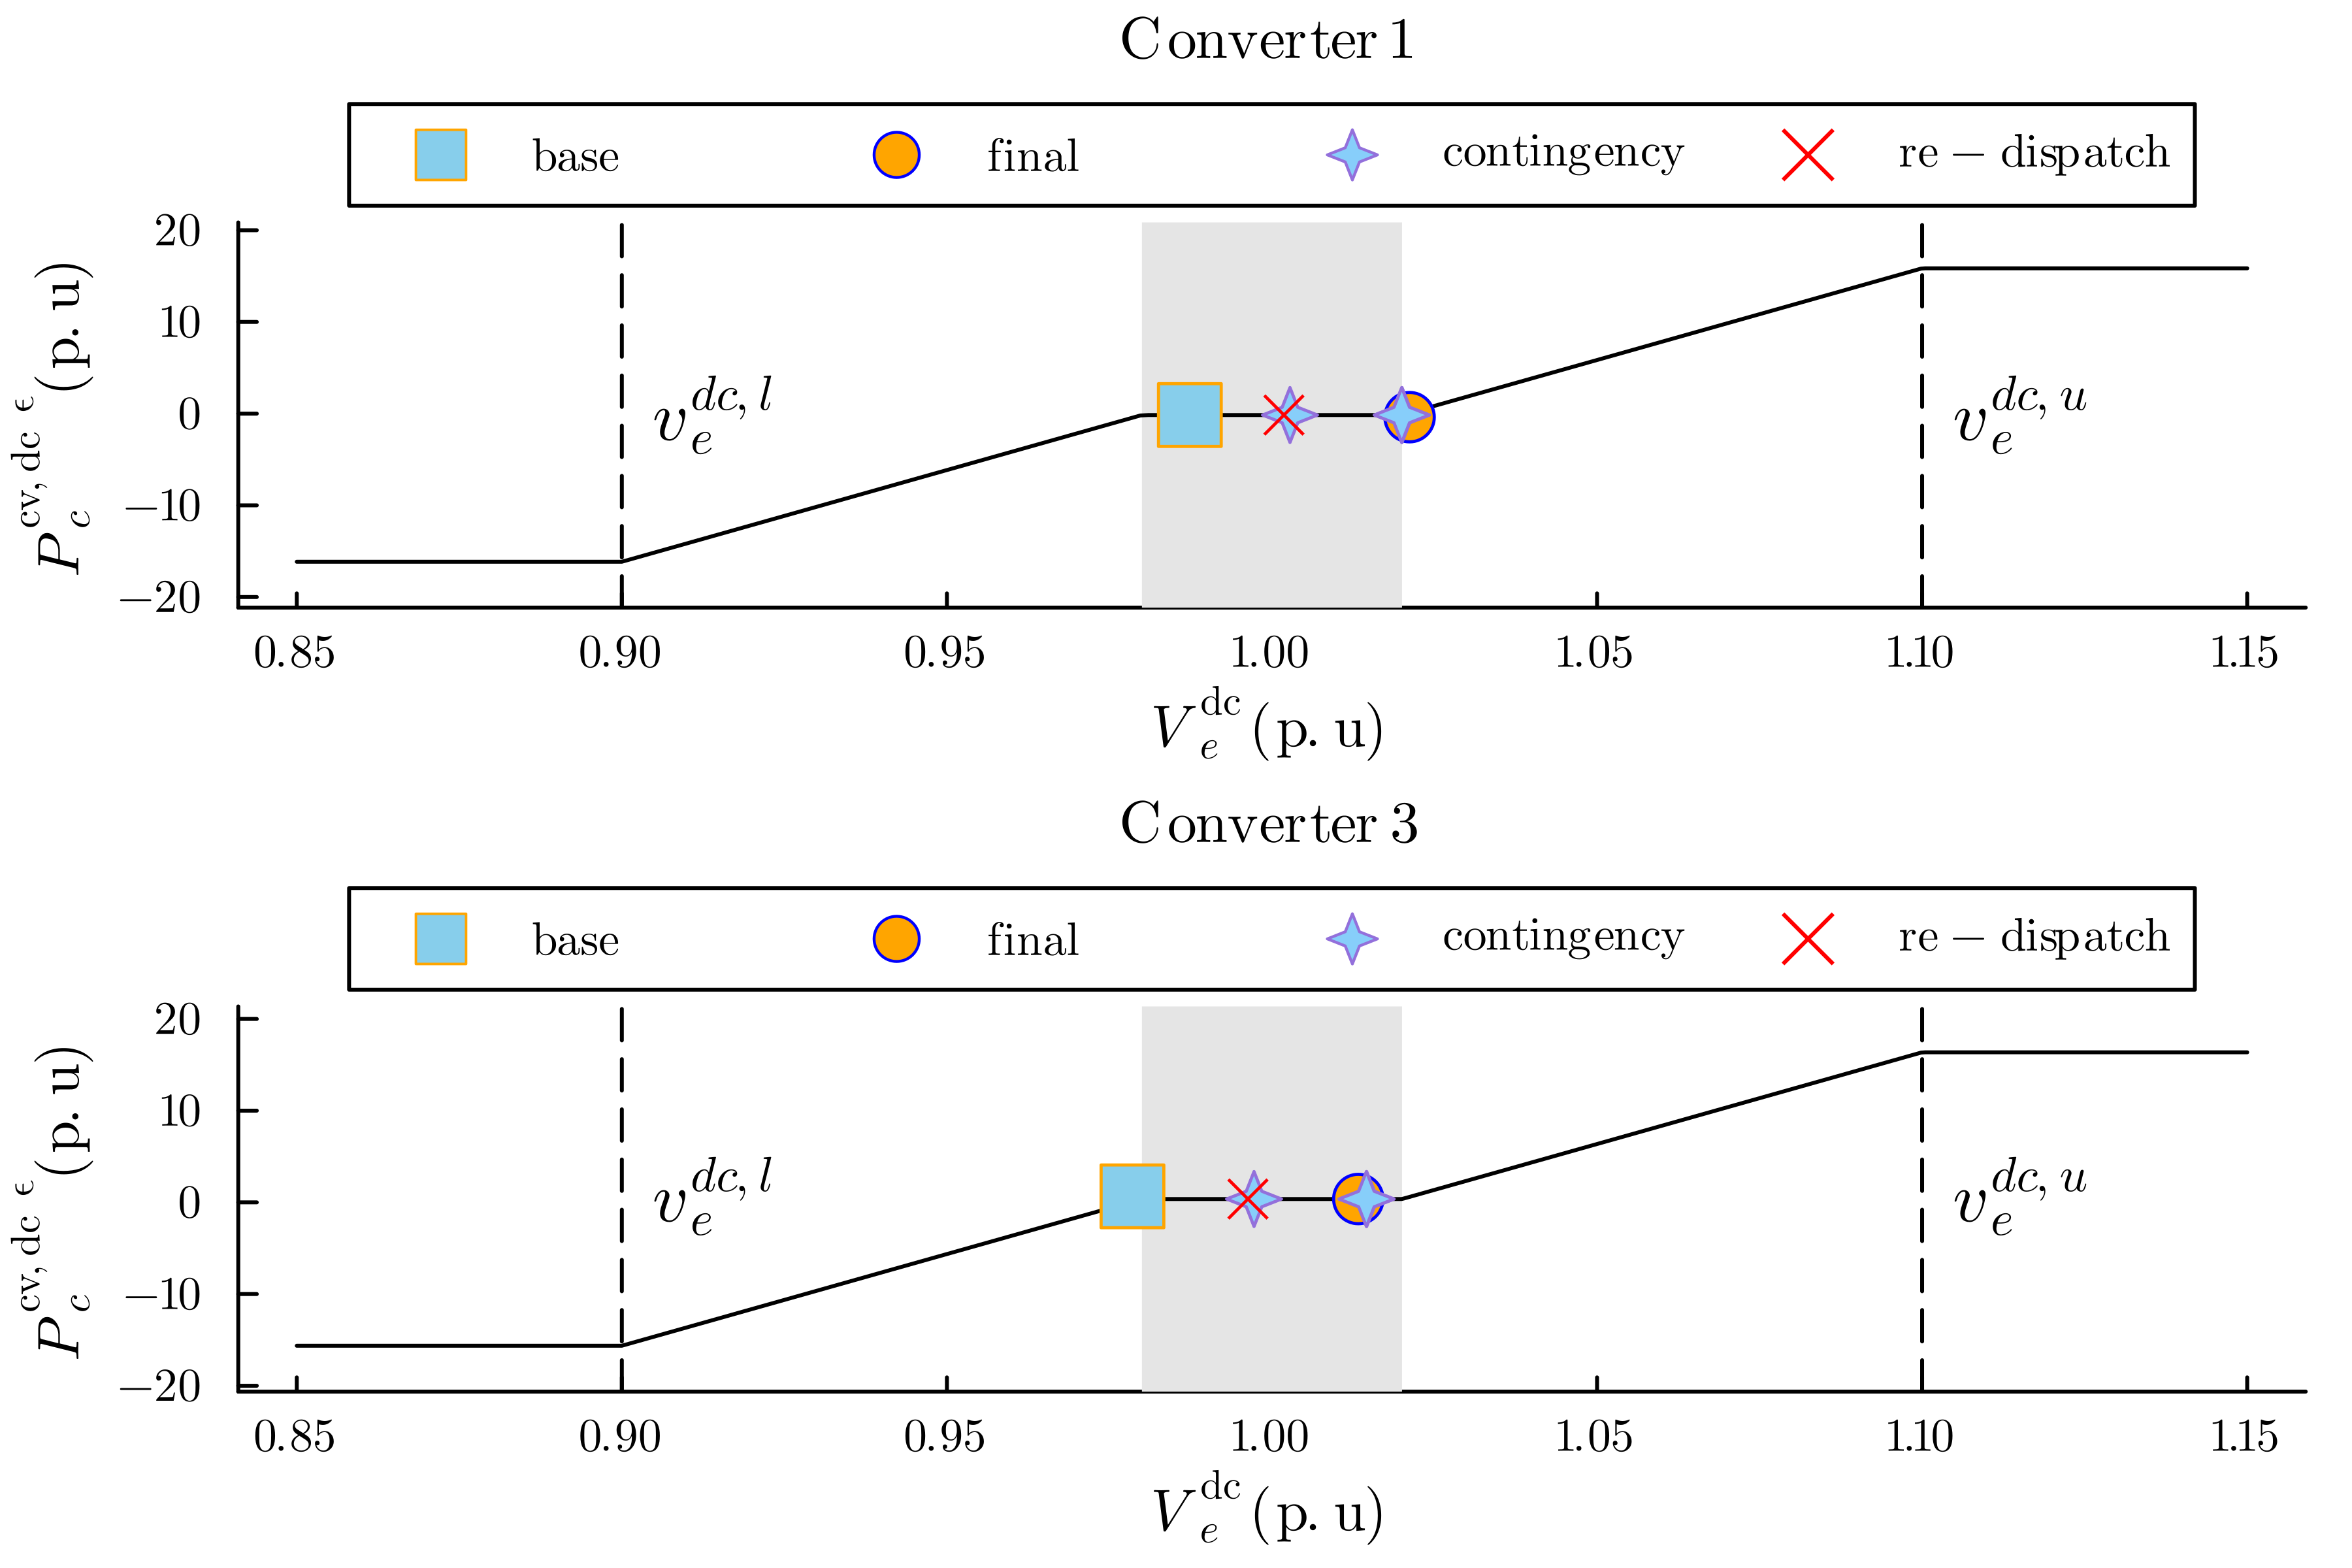 Converter 1
base final contingency re − dispatch
20
10
0
−10
−20
P_c^{cv, dc ϵ} (p. u)
v_e^{dc, l}
v_e^{dc, u}
0.85 0.90 0.95 1.00 1.05 1.10 1.15
V_e^{dc} (p. u)
Converter 3
base final contingency re − dispatch
20
10
0
−10
−20
P_c^{cv, dc ϵ} (p. u)
v_e^{dc, l}
v_e^{dc, u}
0.85 0.90 0.95 1.00 1.05 1.10 1.15
V_e^{dc} (p. u)